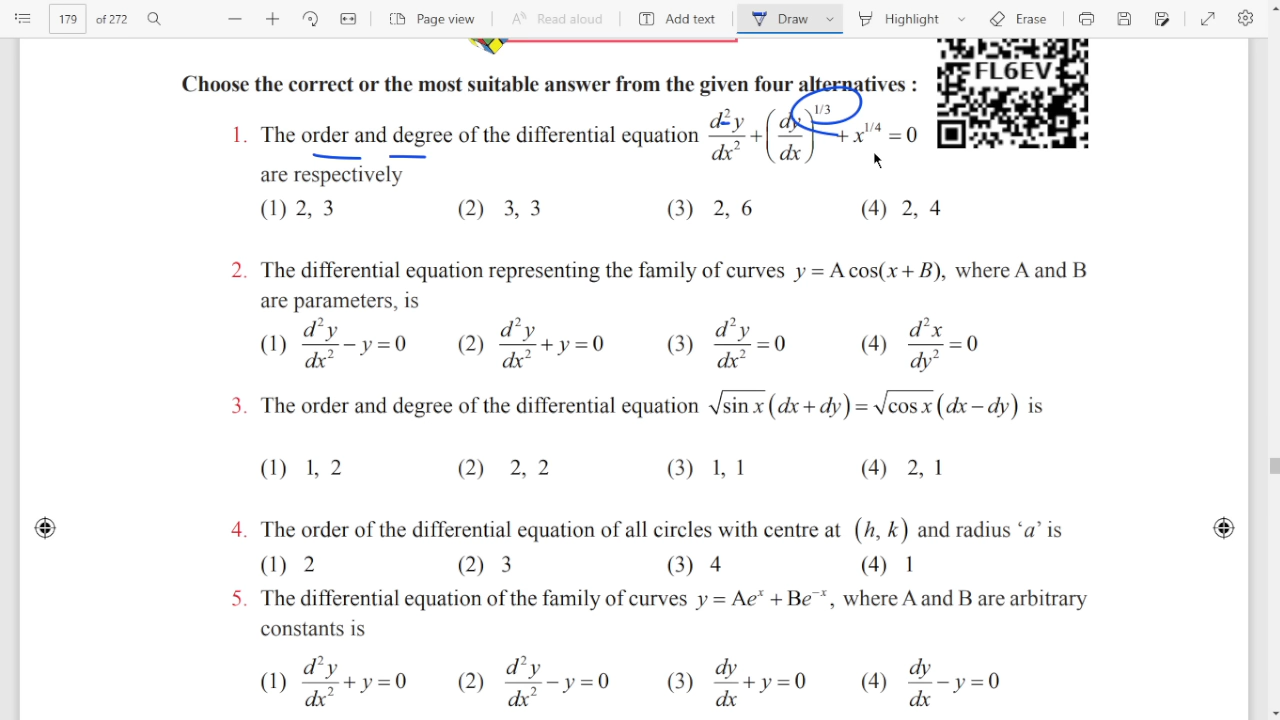 179 of 272 Page view Read aloud Add text Draw Highlight Erase
FL6EV
Choose the correct or the most suitable answer from the given four alternatives :
1. The order and degree of the differential equation d²y/dx² + (dy/dx)^1/3 + x^1/4 = 0
are respectively
(1) 2, 3 (2) 3, 3 (3) 2, 6 (4) 2, 4
2. The differential equation representing the family of curves y = A cos(x + B), where A and B
are parameters, is
(1) d²y/dx² − y = 0 (2) d²y/dx² + y = 0 (3) d²y/dx² = 0 (4) d²x/dy² = 0
3. The order and degree of the differential equation √sin x (dx + dy) = √cos x (dx − dy) is
(1) 1, 2 (2) 2, 2 (3) 1, 1 (4) 2, 1
4. The order of the differential equation of all circles with centre at (h, k) and radius ‘a’ is
(1) 2 (2) 3 (3) 4 (4) 1
5. The differential equation of the family of curves y = Ae^x + Be^−x, where A and B are arbitrary
constants is
(1) d²y/dx² + y = 0 (2) d²y/dx² − y = 0 (3) dy/dx + y = 0 (4) dy/dx − y = 0